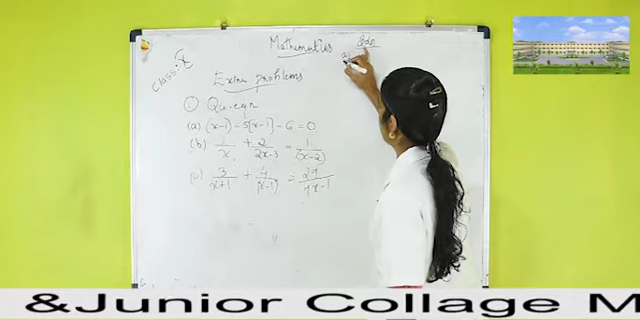 Mathematics Soln
Class: X
Extra problems
① Qu.eqn
(a) (x-1) - 5[x-1] - 6 = 0
(b) 1/x + 2/2x-3 = 1/(x-2)
(c) 3/x+1 + 4/(x-1) = 29/4x-1
&Junior Collage M